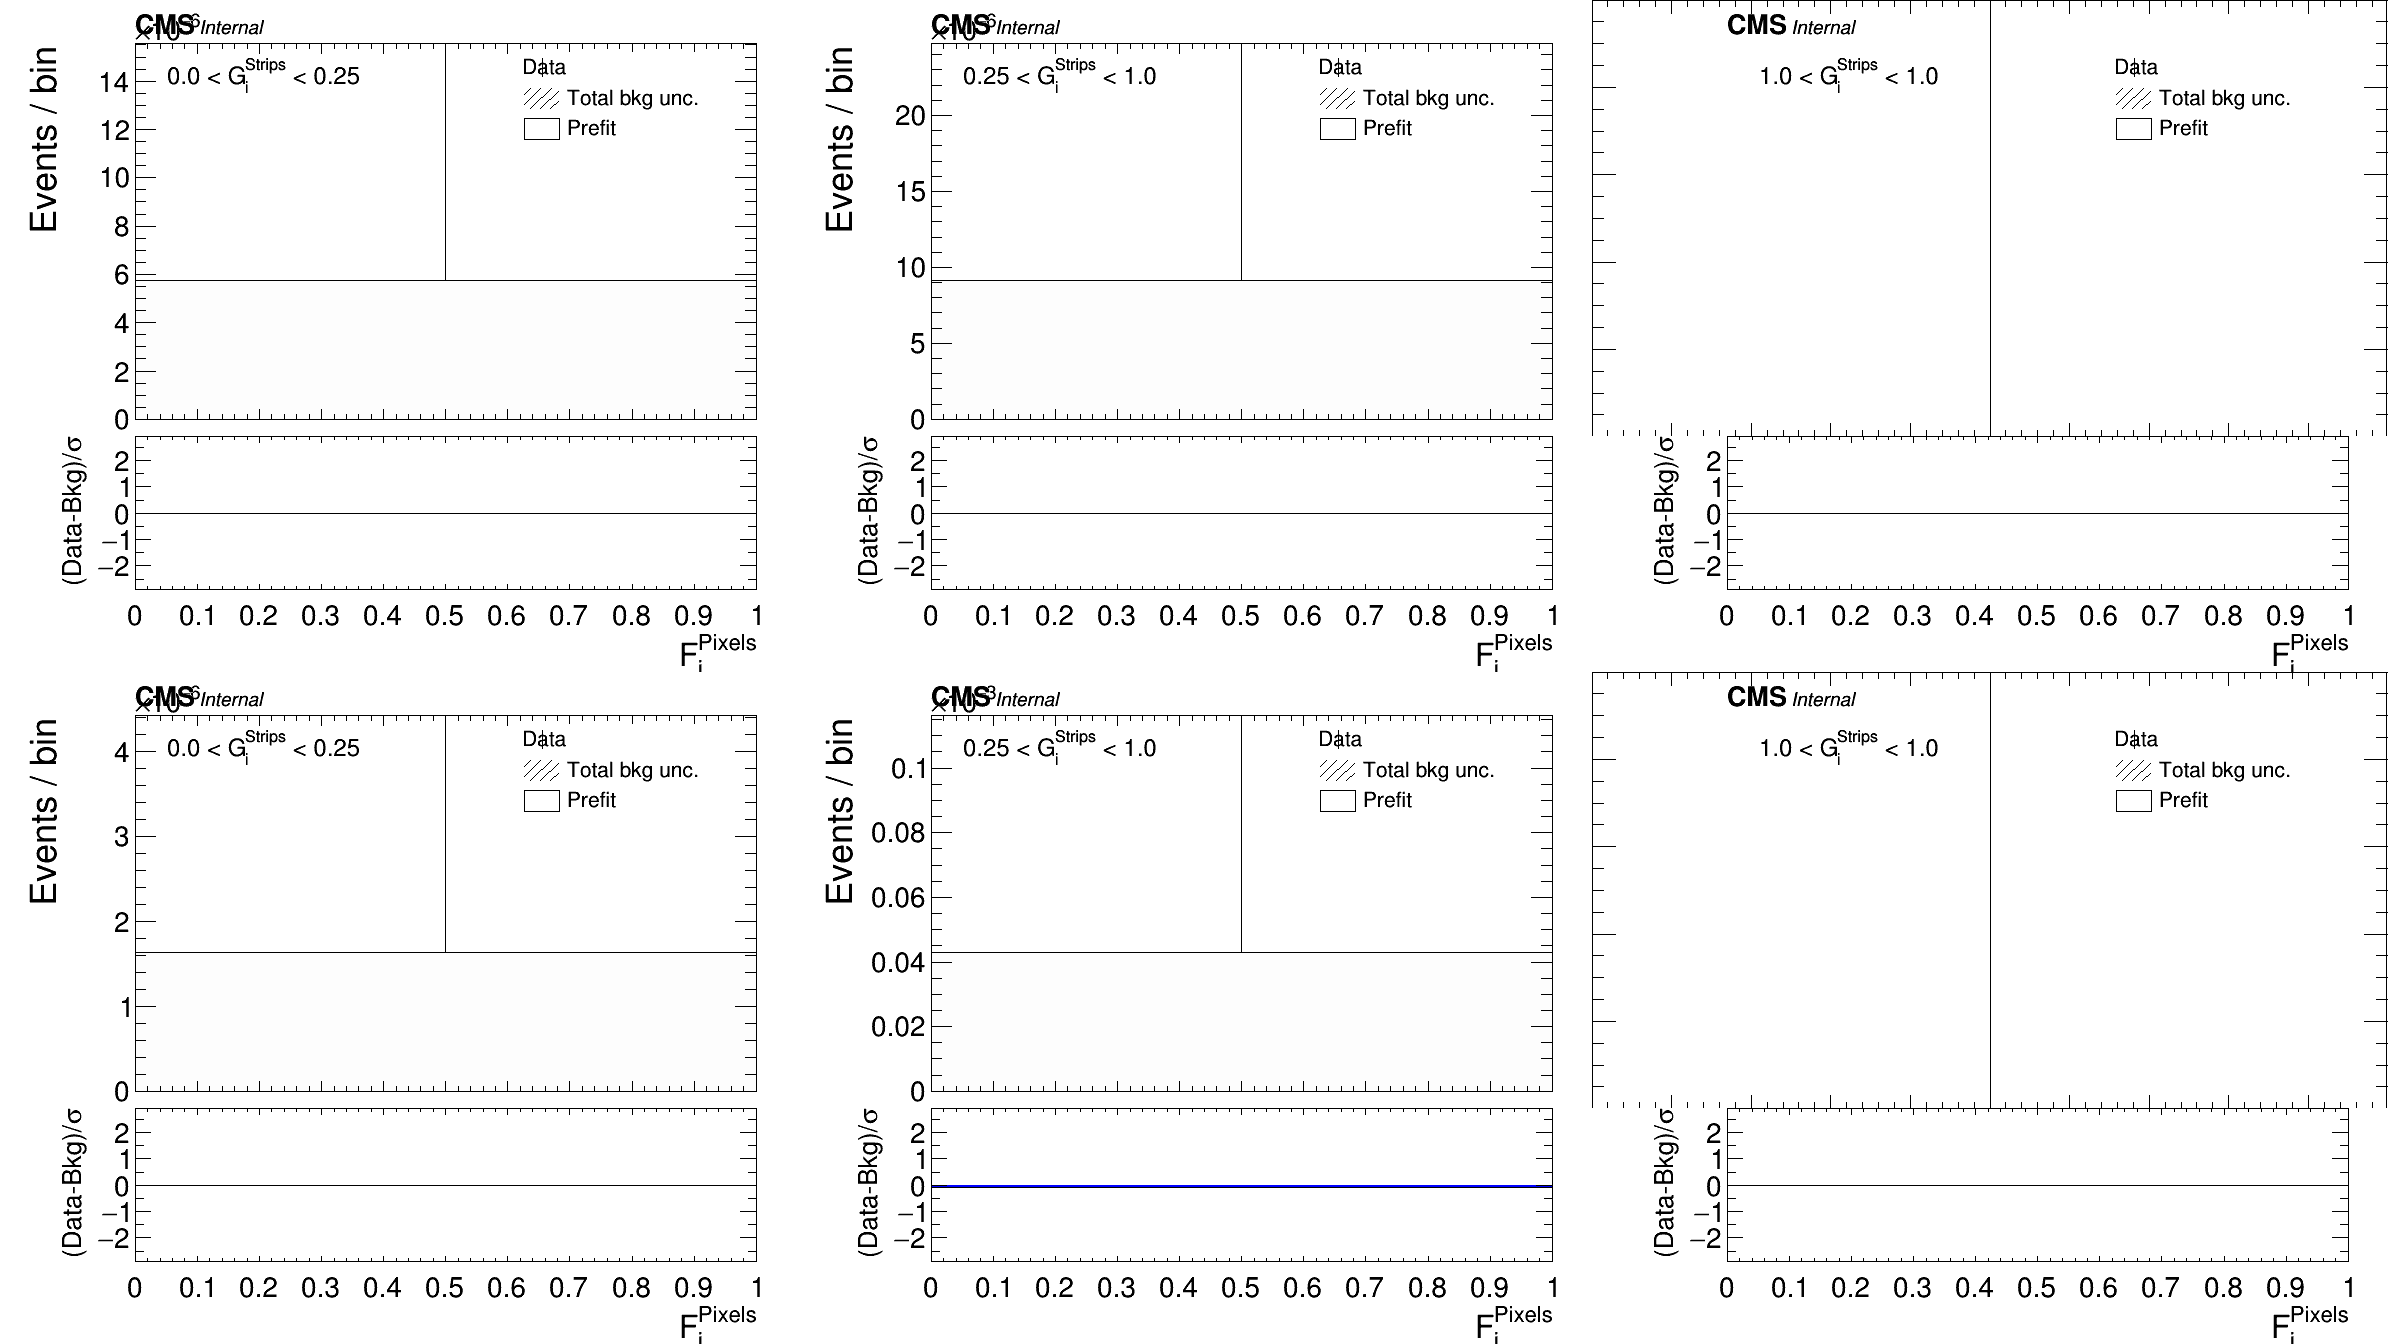 CMS Internal
Events / bin
0.0 < G_i^Strips < 0.25
Data
Total bkg unc.
Prefit
14
12
10
8
6
4
2
0
(Data-Bkg)/σ
2
1
0
−1
−2
0 0.1 0.2 0.3 0.4 0.5 0.6 0.7 0.8 0.9 1
F_i^Pixels
CMS Internal
Events / bin
0.25 < G_i^Strips < 1.0
Data
Total bkg unc.
Prefit
20
15
10
5
0
(Data-Bkg)/σ
2
1
0
−1
−2
0 0.1 0.2 0.3 0.4 0.5 0.6 0.7 0.8 0.9 1
F_i^Pixels
CMS Internal
1.0 < G_i^Strips < 1.0
Data
Total bkg unc.
Prefit
(Data-Bkg)/σ
2
1
0
−1
−2
0 0.1 0.2 0.3 0.4 0.5 0.6 0.7 0.8 0.9 1
F_i^Pixels
CMS Internal
Events / bin
0.0 < G_i^Strips < 0.25
Data
Total bkg unc.
Prefit
4
3
2
1
0
(Data-Bkg)/σ
2
1
0
−1
−2
0 0.1 0.2 0.3 0.4 0.5 0.6 0.7 0.8 0.9 1
F_i^Pixels
CMS Internal
Events / bin
0.25 < G_i^Strips < 1.0
Data
Total bkg unc.
Prefit
0.1
0.08
0.06
0.04
0.02
0
(Data-Bkg)/σ
2
1
0
−1
−2
0 0.1 0.2 0.3 0.4 0.5 0.6 0.7 0.8 0.9 1
F_i^Pixels
CMS Internal
1.0 < G_i^Strips < 1.0
Data
Total bkg unc.
Prefit
(Data-Bkg)/σ
2
1
0
−1
−2
0 0.1 0.2 0.3 0.4 0.5 0.6 0.7 0.8 0.9 1
F_i^Pixels